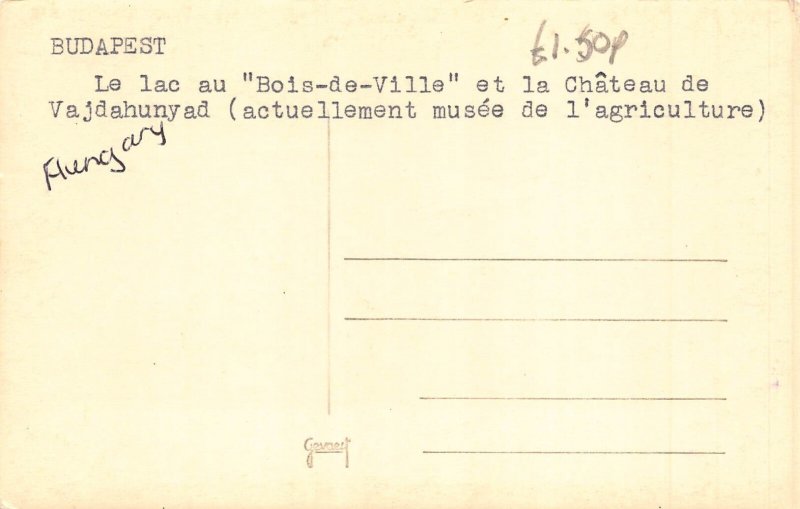 BUDAPEST
£1.50p
Le lac au "Bois-de-Ville" et la Château de
Vajdahunyad (actuellement musée de l'agriculture)
Hungary
Gevaert